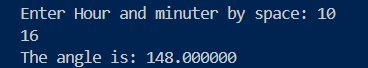 Enter Hour and minuter by space: 10
16
The angle is: 148.000000